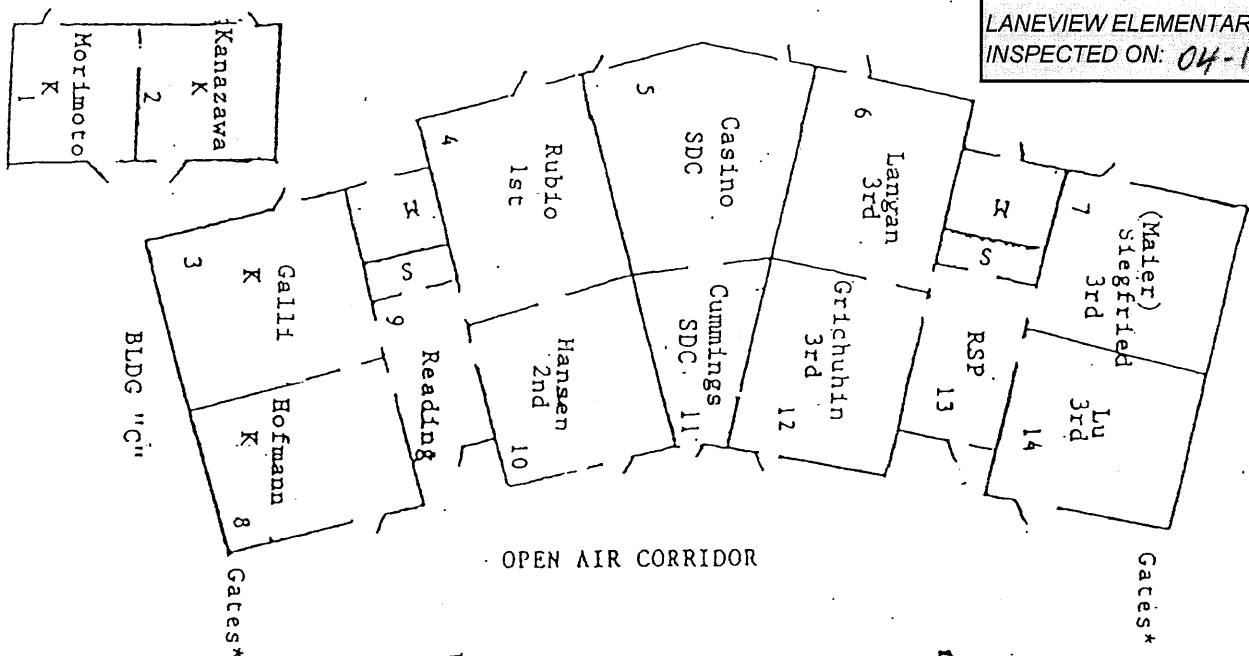 LANEVIEW ELEMENTAR
INSPECTED ON: 04-1
Kanazawa
K
2
Morimoto
K
1
Galli
K
3
Hofmann
K
8
BLDG "C"
W
S
9
Reading
Rubio
1st
4
Hansen
2nd
10
Casino
SDC
5
Cummings
SDC
11
Langan
3rd
6
Grichuhin
3rd
12
W
S
RSP
13
(Maier)
Siegfried
3rd
7
Lu
3rd
14
OPEN AIR CORRIDOR
Gates*
Gates*